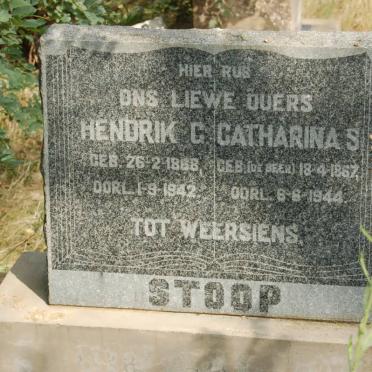 HIER RUS
ONS LIEWE OUERS
HENDRIK C. CATHARINA S.
GEB. 26-2-1868, GEB. (DE BEER) 18-4-1867,
OORL. 1-9-1942. OORL. 6-6-1944.
TOT WEERSIENS.
STOOP